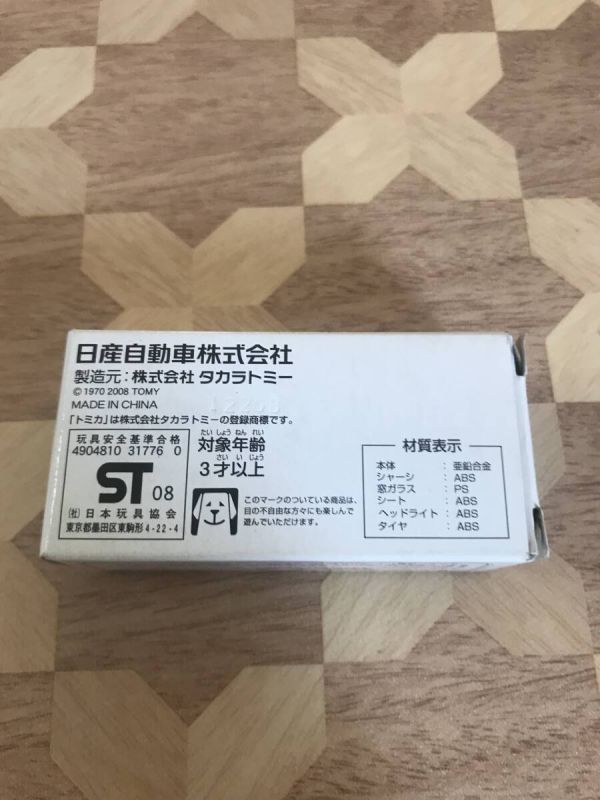 日産自動車株式会社
製造元:株式会社 タカラトミー
© 1970 2008 TOMY
MADE IN CHINA
「トミカ」は株式会社タカラトミーの登録商標です。
玩具安全基準合格
4904810 31776 0
ST 08
(社)日本玩具協会
東京都墨田区東駒形4-22-4
たい しょう ねん れい
対象年齢
さい い じょう
3才以上
このマークのついている商品は、
目の不自由な方々にも楽しんで
遊んでいただけます。
材質表示
本体 : 亜鉛合金
シャーシ : ABS
窓ガラス : PS
シート : ABS
ヘッドライト : ABS
タイヤ : ABS